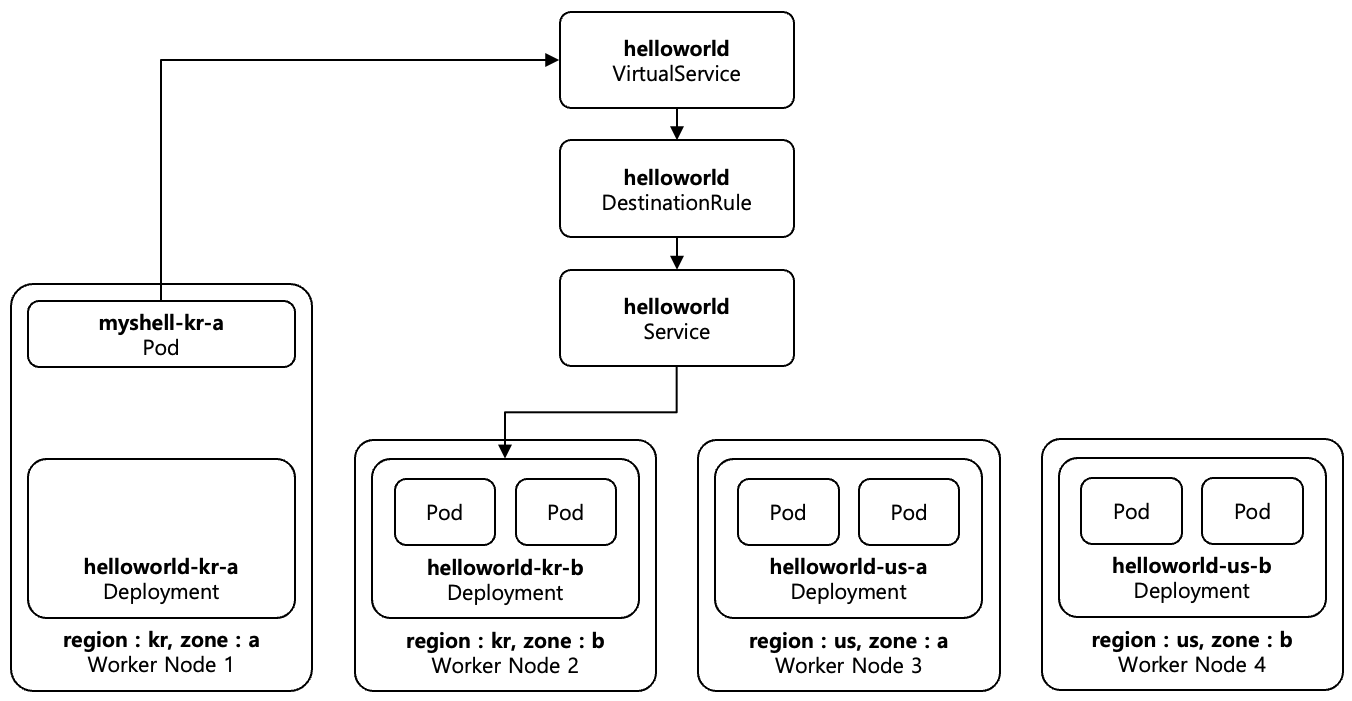 helloworld
VirtualService
helloworld
DestinationRule
helloworld
Service
myshell-kr-a
Pod
helloworld-kr-a
Deployment
region : kr, zone : a
Worker Node 1
Pod
Pod
helloworld-kr-b
Deployment
region : kr, zone : b
Worker Node 2
Pod
Pod
helloworld-us-a
Deployment
region : us, zone : a
Worker Node 3
Pod
Pod
helloworld-us-b
Deployment
region : us, zone : b
Worker Node 4